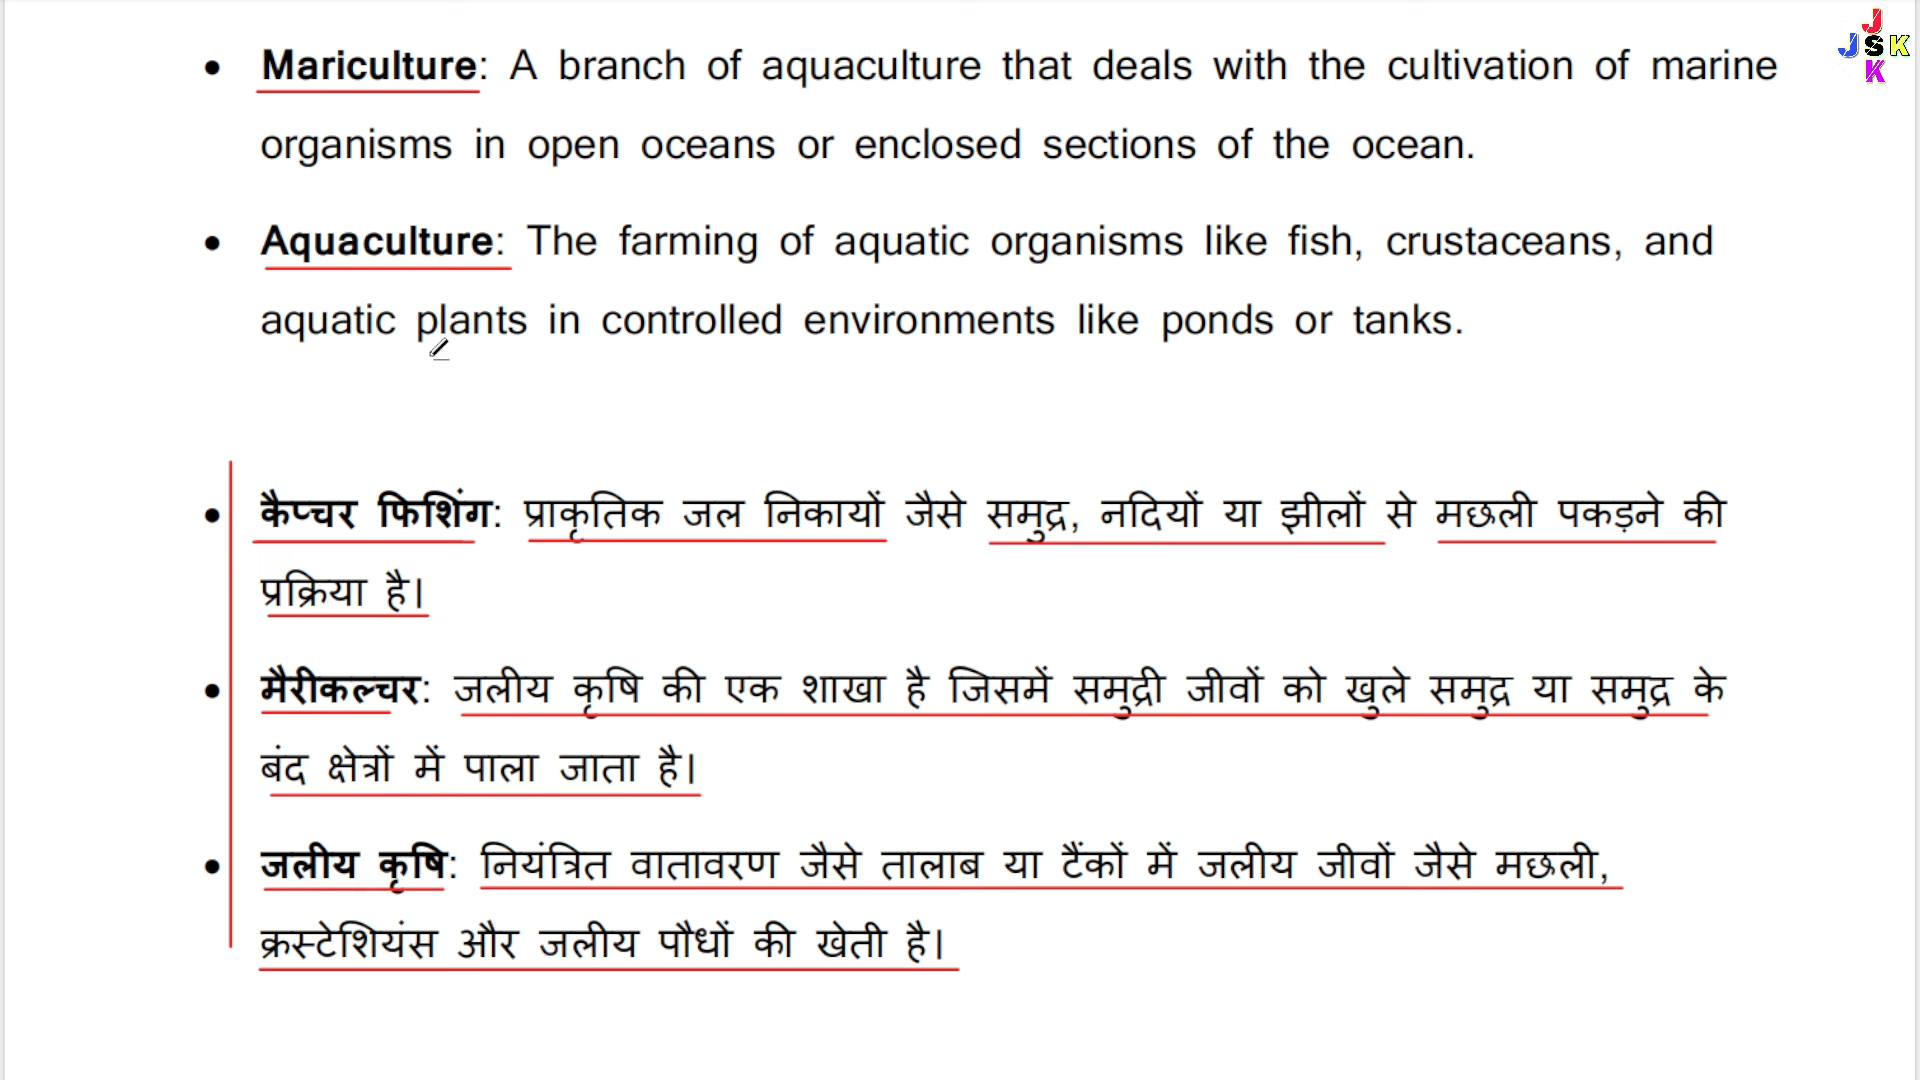 J
J S K
K
• Mariculture: A branch of aquaculture that deals with the cultivation of marine
organisms in open oceans or enclosed sections of the ocean.
• Aquaculture: The farming of aquatic organisms like fish, crustaceans, and
aquatic plants in controlled environments like ponds or tanks.
• कैप्चर फिशिंग: प्राकृतिक जल निकायों जैसे समुद्र, नदियों या झीलों से मछली पकड़ने की
प्रक्रिया है।
• मैरीकल्चर: जलीय कृषि की एक शाखा है जिसमें समुद्री जीवों को खुले समुद्र या समुद्र के
बंद क्षेत्रों में पाला जाता है।
• जलीय कृषि: नियंत्रित वातावरण जैसे तालाब या टैंकों में जलीय जीवों जैसे मछली,
क्रस्टेशियंस और जलीय पौधों की खेती है।